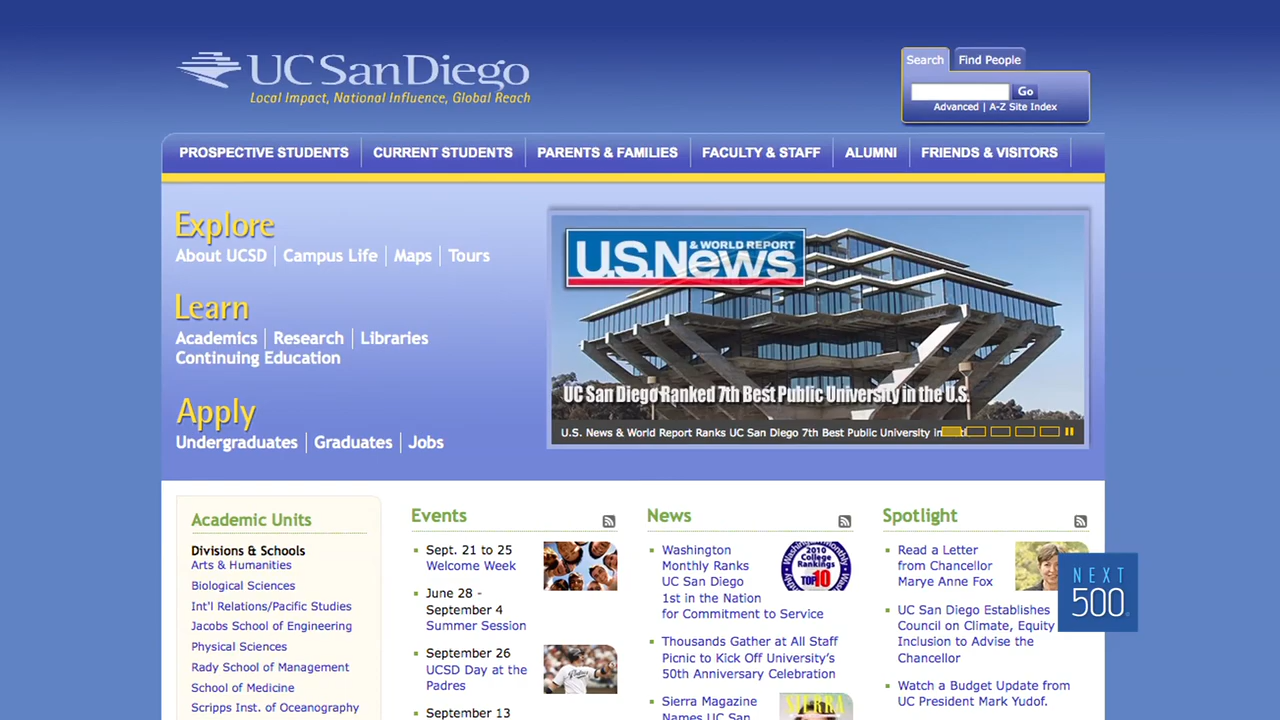 UC San Diego
Local Impact, National Influence, Global Reach
Search
Find People
Go
Advanced | A-Z Site Index
PROSPECTIVE STUDENTS
CURRENT STUDENTS
PARENTS & FAMILIES
FACULTY & STAFF
ALUMNI
FRIENDS & VISITORS
Explore
About UCSD | Campus Life | Maps | Tours
Learn
Academics | Research | Libraries
Continuing Education
Apply
Undergraduates | Graduates | Jobs
U.S.News
& WORLD REPORT
UC San Diego Ranked 7th Best Public University in the U.S.
U.S. News & World Report Ranks UC San Diego 7th Best Public University in
Academic Units
Divisions & Schools
Arts & Humanities
Biological Sciences
Int'l Relations/Pacific Studies
Jacobs School of Engineering
Physical Sciences
Rady School of Management
School of Medicine
Scripps Inst. of Oceanography
Events
Sept. 21 to 25
Welcome Week
June 28 -
September 4
Summer Session
September 26
UCSD Day at the
Padres
September 13
News
Washington
Monthly Ranks
UC San Diego
1st in the Nation
for Commitment to Service
Washington Monthly
2010
College
Rankings
TOP 10
Thousands Gather at All Staff
Picnic to Kick Off University's
50th Anniversary Celebration
Sierra Magazine
Names UC San
SIERRA
Spotlight
Read a Letter
from Chancellor
Marye Anne Fox
UC San Diego Establishes
Council on Climate, Equity
Inclusion to Advise the
Chancellor
Watch a Budget Update from
UC President Mark Yudof.
NEXT
500